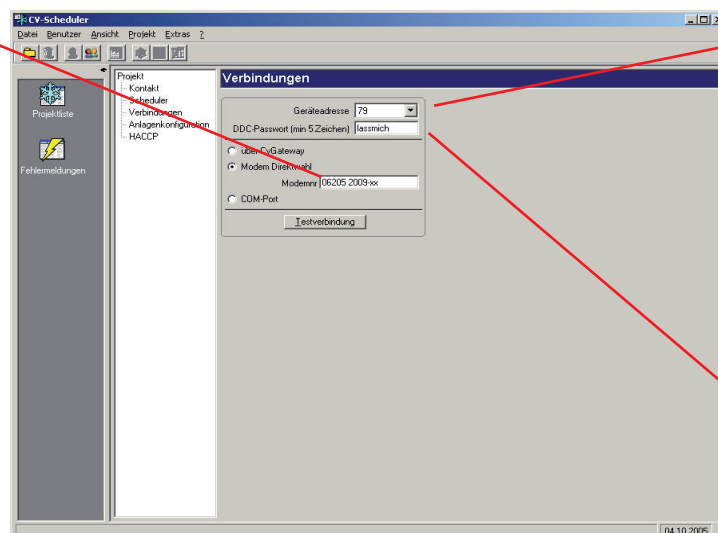 CV-Scheduler
Datei Benutzer Ansicht Projekt Extras ?
Projektliste
Fehlermeldungen
Projekt
Kontakt
Scheduler
Verbindungen
Anlagenkonfiguration
HACCP
Verbindungen
Geräteadresse 79
DDC-Passwort (min 5 Zeichen) lassmich
über CvGateway
Modem Direktwahl
Modemnr 06205 2009-xx
COM-Port
Testverbindung
04.10.2005